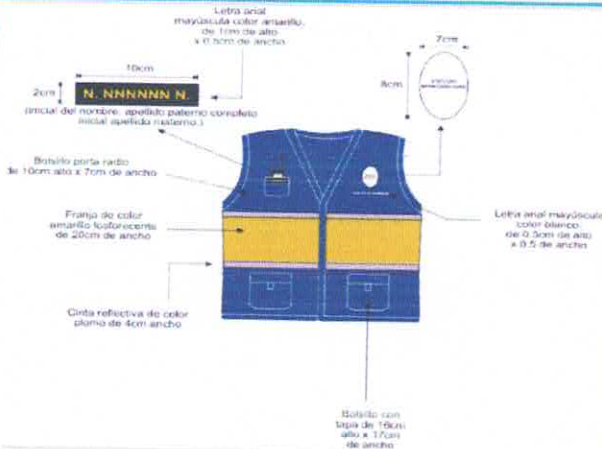 Letra arial
mayúscula color amarillo,
de 1cm de alto
x 0.5cm de ancho
7cm
10cm
8cm
2cm
N. NNNNNN N.
(Inicial del nombre, apellido paterno completo
inicial apellido materno.)
Bolsillo porta radio
de 10cm alto x 7cm de ancho
Franja de color
amarillo fosforecente
de 20cm de ancho
Letra arial mayúscula
color blanco
de 0.5cm de alto
x 0.5 de ancho
Cinta reflectiva de color
plomo de 4cm ancho
Bolsillo con
tapa de 16cm
alto x 17cm
de ancho